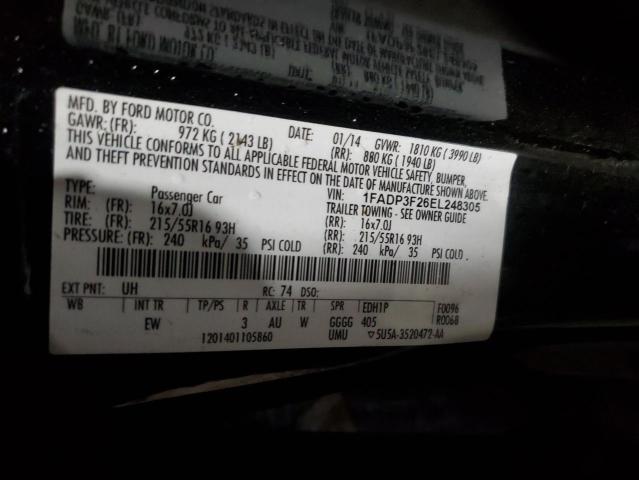 MFD. BY FORD MOTOR CO.
DATE: 01/14 GVWR: 1810 KG ( 3990 LB)
GAWR: (FR): 972 KG ( 2143 LB) (RR): 880 KG ( 1940 LB)
THIS VEHICLE CONFORMS TO ALL APPLICABLE FEDERAL MOTOR VEHICLE SAFETY, BUMPER,
AND THEFT PREVENTION STANDARDS IN EFFECT ON THE DATE OF MANUFACTURE SHOWN ABOVE.
VIN: 1FADP3F26EL248305
TYPE: Passenger Car TRAILER TOWING - SEE OWNER GUIDE
RIM: (FR): 16x7.0J (RR): 16x7.0J
TIRE: (FR): 215/55R16 93H (RR): 215/55R16 93H
PRESSURE: (FR): 240 kPa/ 35 PSI COLD (RR): 240 kPa/ 35 PSI COLD
EXT PNT: UH RC: 74 DSO:
WB INT TR TP/PS R AXLE TR SPR EDH1P F0096
EW 3 AU W GGGG 405 R0068
1201401105860 UMU ▽5U5A-3520472-AA